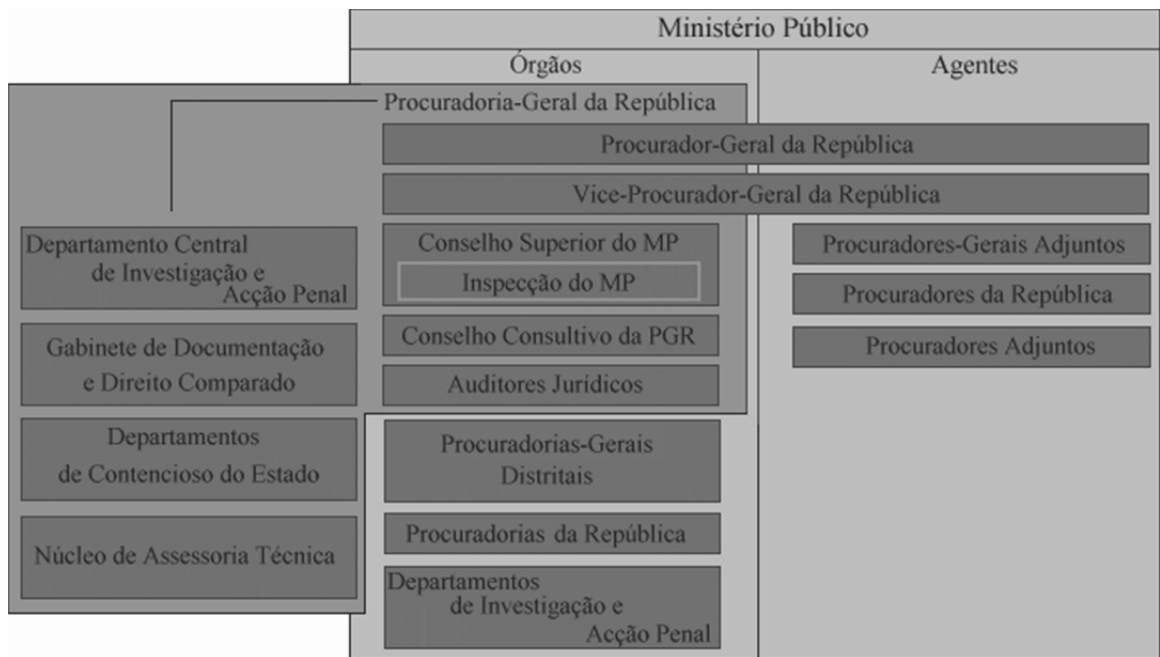 Ministério Público
Órgãos
Agentes
Procuradoria-Geral da República
Procurador-Geral da República
Vice-Procurador-Geral da República
Departamento Central
de Investigação e
Acção Penal
Gabinete de Documentação
e Direito Comparado
Departamentos
de Contencioso do Estado
Núcleo de Assessoria Técnica
Conselho Superior do MP
Inspecção do MP
Conselho Consultivo da PGR
Auditores Jurídicos
Procuradorias-Gerais
Distritais
Procuradorias da República
Departamentos
de Investigação e
Acção Penal
Procuradores-Gerais Adjuntos
Procuradores da República
Procuradores Adjuntos